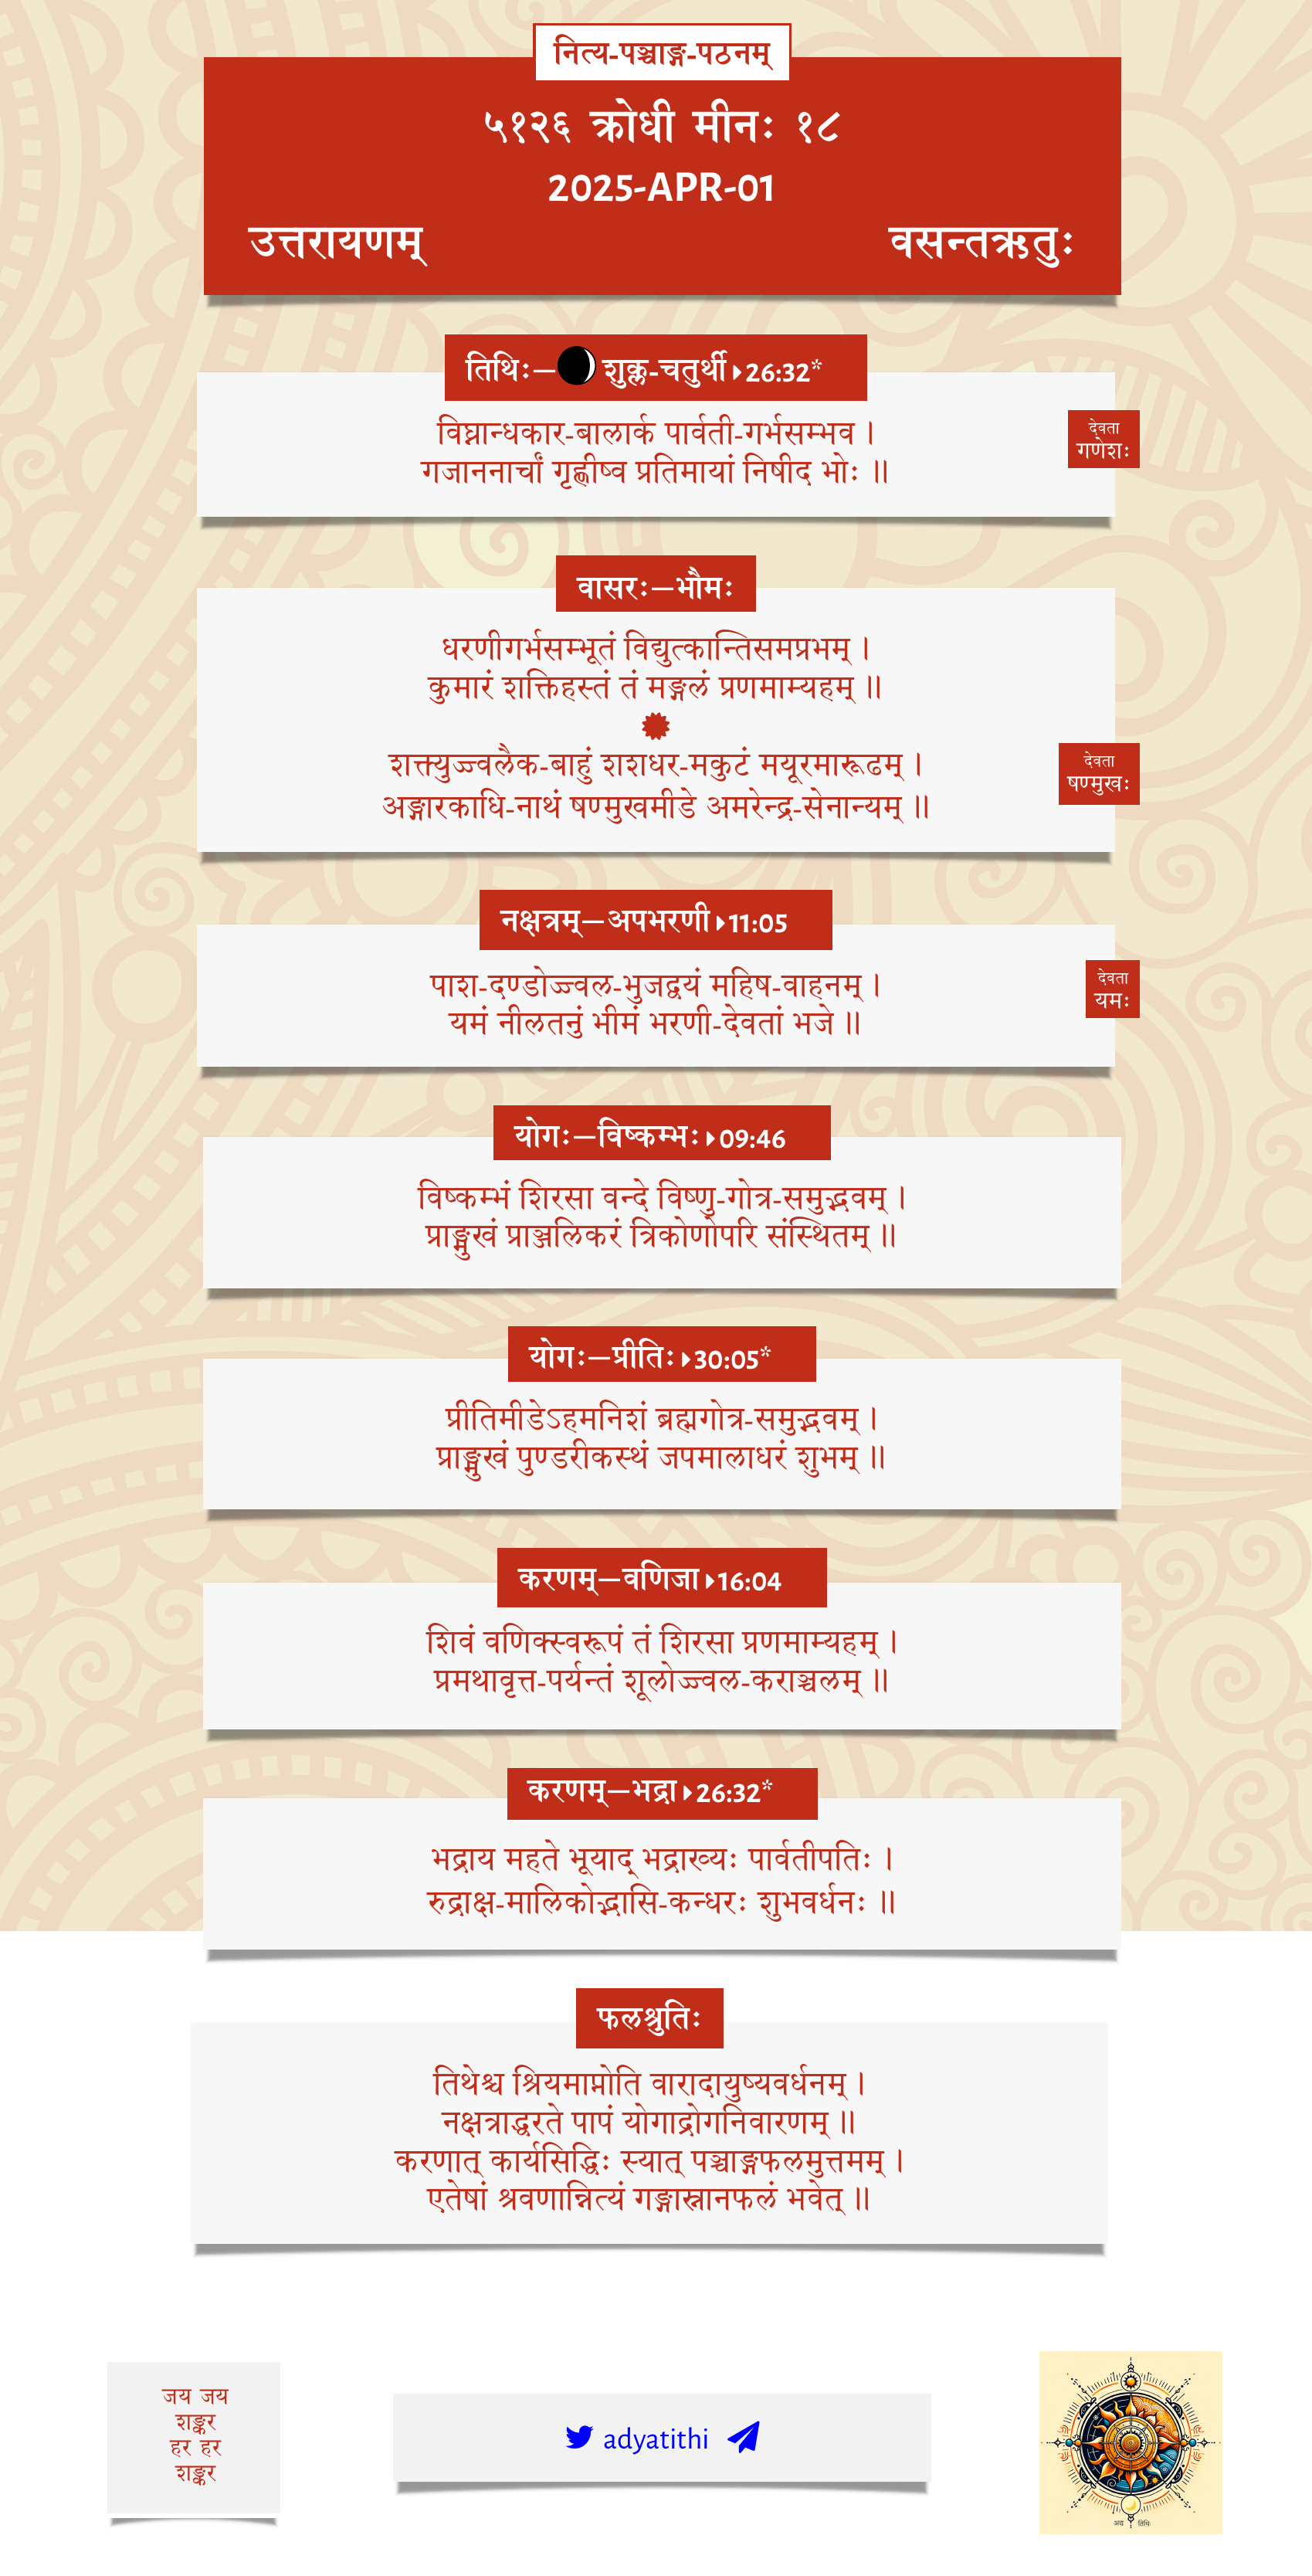 नित्य-पञ्चाङ्ग-पठनम्
५१२६ क्रोधी मीनः १८
2025-APR-01
उत्तरायणम्
वसन्तऋतुः
तिथिः— शुक्ल-चतुर्थी 26:32*
विघ्नान्धकार-बालार्क पार्वती-गर्भसम्भव ।
गजाननार्चां गृह्णीष्व प्रतिमायां निषीद भोः ॥
देवता
गणेशः
वासरः—भौमः
धरणीगर्भसम्भूतं विद्युत्कान्तिसमप्रभम् ।
कुमारं शक्तिहस्तं तं मङ्गलं प्रणमाम्यहम् ॥
शक्त्युज्ज्वलैक-बाहुं शशधर-मकुटं मयूरमारूढम् ।
अङ्गारकाधि-नाथं षण्मुखमीडे अमरेन्द्र-सेनान्यम् ॥
देवता
षण्मुखः
नक्षत्रम्—अपभरणी 11:05
पाश-दण्डोज्ज्वल-भुजद्वयं महिष-वाहनम् ।
यमं नीलतनुं भीमं भरणी-देवतां भजे ॥
देवता
यमः
योगः—विष्कम्भः 09:46
विष्कम्भं शिरसा वन्दे विष्णु-गोत्र-समुद्भवम् ।
प्राङ्मुखं प्राञ्जलिकरं त्रिकोणोपरि संस्थितम् ॥
योगः—प्रीतिः 30:05*
प्रीतिमीडेऽहमनिशं ब्रह्मगोत्र-समुद्भवम् ।
प्राङ्मुखं पुण्डरीकस्थं जपमालाधरं शुभम् ॥
करणम्—वणिजा 16:04
शिवं वणिक्स्वरूपं तं शिरसा प्रणमाम्यहम् ।
प्रमथावृत्त-पर्यन्तं शूलोज्ज्वल-कराञ्चलम् ॥
करणम्—भद्रा 26:32*
भद्राय महते भूयाद् भद्राख्यः पार्वतीपतिः ।
रुद्राक्ष-मालिकोद्भासि-कन्धरः शुभवर्धनः ॥
फलश्रुतिः
तिथेश्च श्रियमाप्नोति वारादायुष्यवर्धनम् ।
नक्षत्राद्धरते पापं योगाद्रोगनिवारणम् ॥
करणात् कार्यसिद्धिः स्यात् पञ्चाङ्गफलमुत्तमम् ।
एतेषां श्रवणान्नित्यं गङ्गास्नानफलं भवेत् ॥
जय जय
शङ्कर
हर हर
शङ्कर
adyatithi
अद्य तिथिः